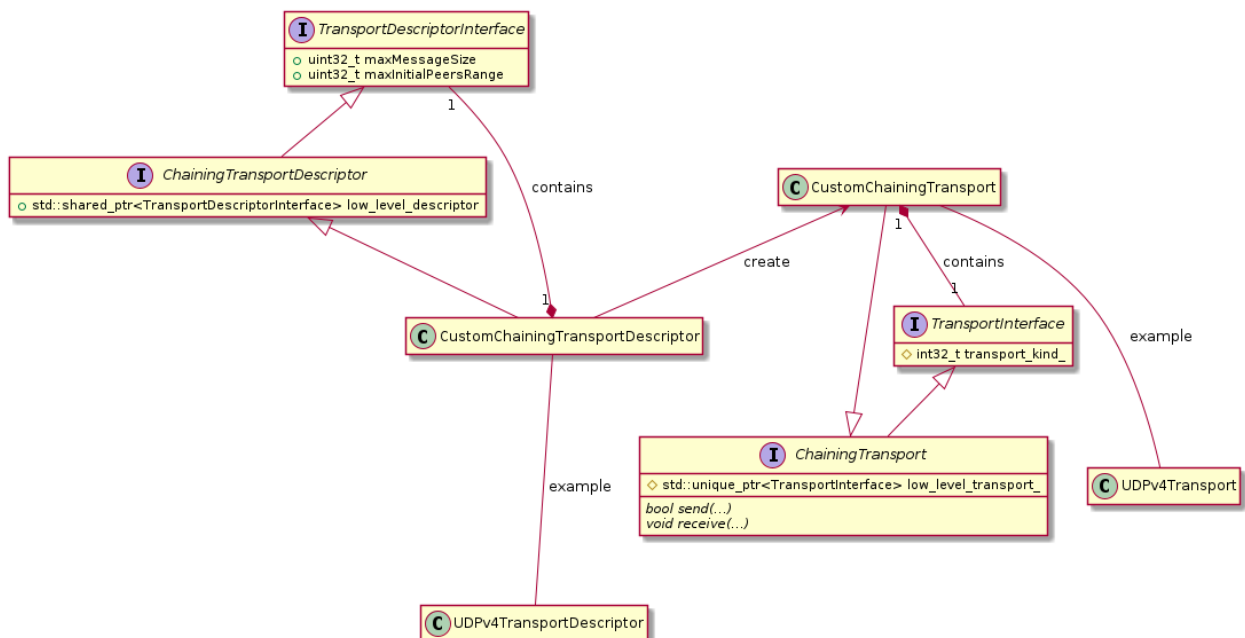 I TransportDescriptorInterface
uint32_t maxMessageSize
uint32_t maxInitialPeersRange
1
contains
I ChainingTransportDescriptor
std::shared_ptr<TransportDescriptorInterface> low_level_descriptor
C CustomChainingTransport
1
create
contains
1
1
I TransportInterface
int32_t transport_kind_
C CustomChainingTransportDescriptor
example
I ChainingTransport
std::unique_ptr<TransportInterface> low_level_transport_
bool send(...)
void receive(...)
C UDPv4Transport
example
C UDPv4TransportDescriptor